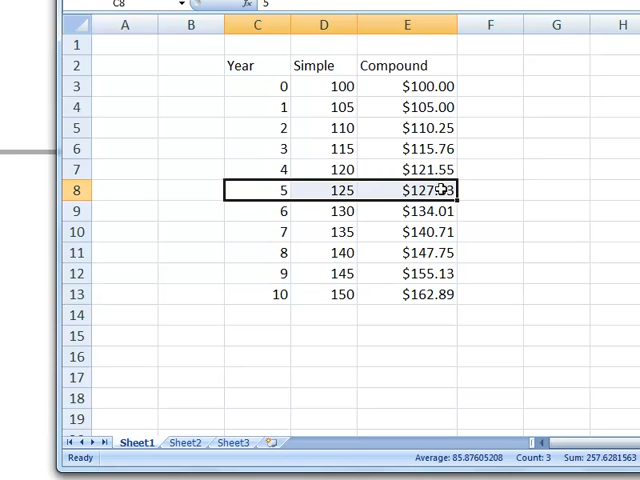 C8 fx 5
A B C D E F G H
1
2 Year Simple Compound
3 0 100 $100.00
4 1 105 $105.00
5 2 110 $110.25
6 3 115 $115.76
7 4 120 $121.55
8 5 125
9 6 130 $134.01
10 7 135 $140.71
11 8 140 $147.75
12 9 145 $155.13
13 10 150 $162.89
14
15
16
17
18
19
Sheet1 Sheet2 Sheet3
Ready Average: 85.87605208 Count: 3 Sum: 257.6281563